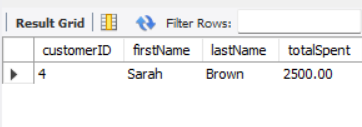 Result Grid Filter Rows:
customerID firstName lastName totalSpent
4 Sarah Brown 2500.00